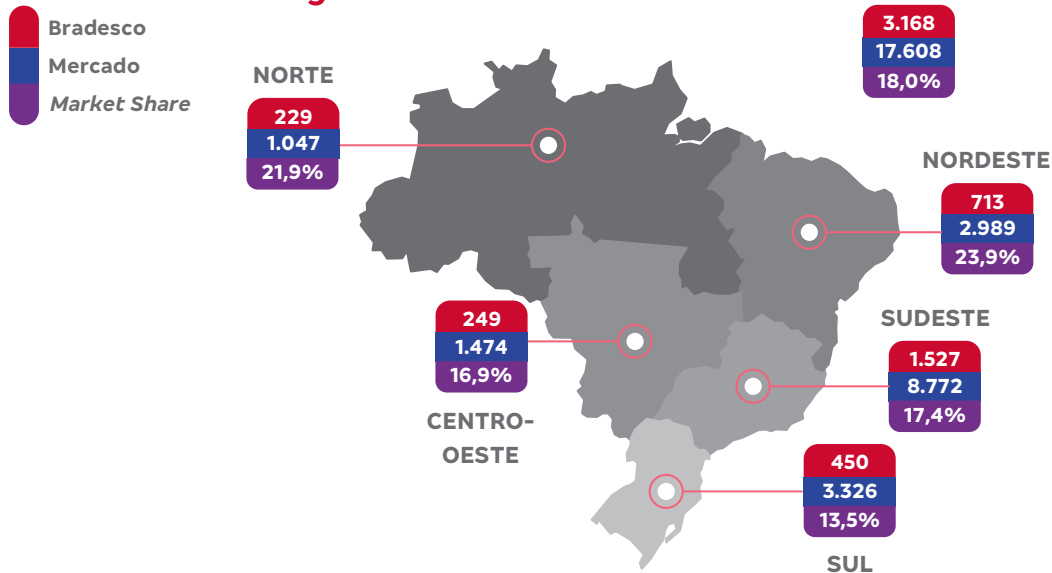 Bradesco
Mercado
Market Share
3.168
17.608
18,0%
NORTE
229
1.047
21,9%
NORDESTE
713
2.989
23,9%
249
1.474
16,9%
CENTRO-
OESTE
SUDESTE
1.527
8.772
17,4%
450
3.326
13,5%
SUL